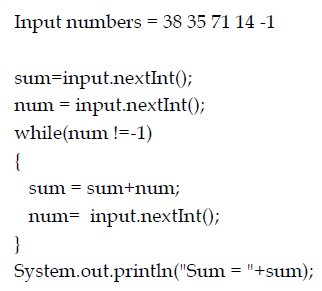 Input numbers = 38 35 71 14 -1
sum=input.nextInt();
num = input.nextInt();
while(num !=-1)
{
sum = sum+num;
num=  input.nextInt();
}
System.out.println("Sum = "+sum);